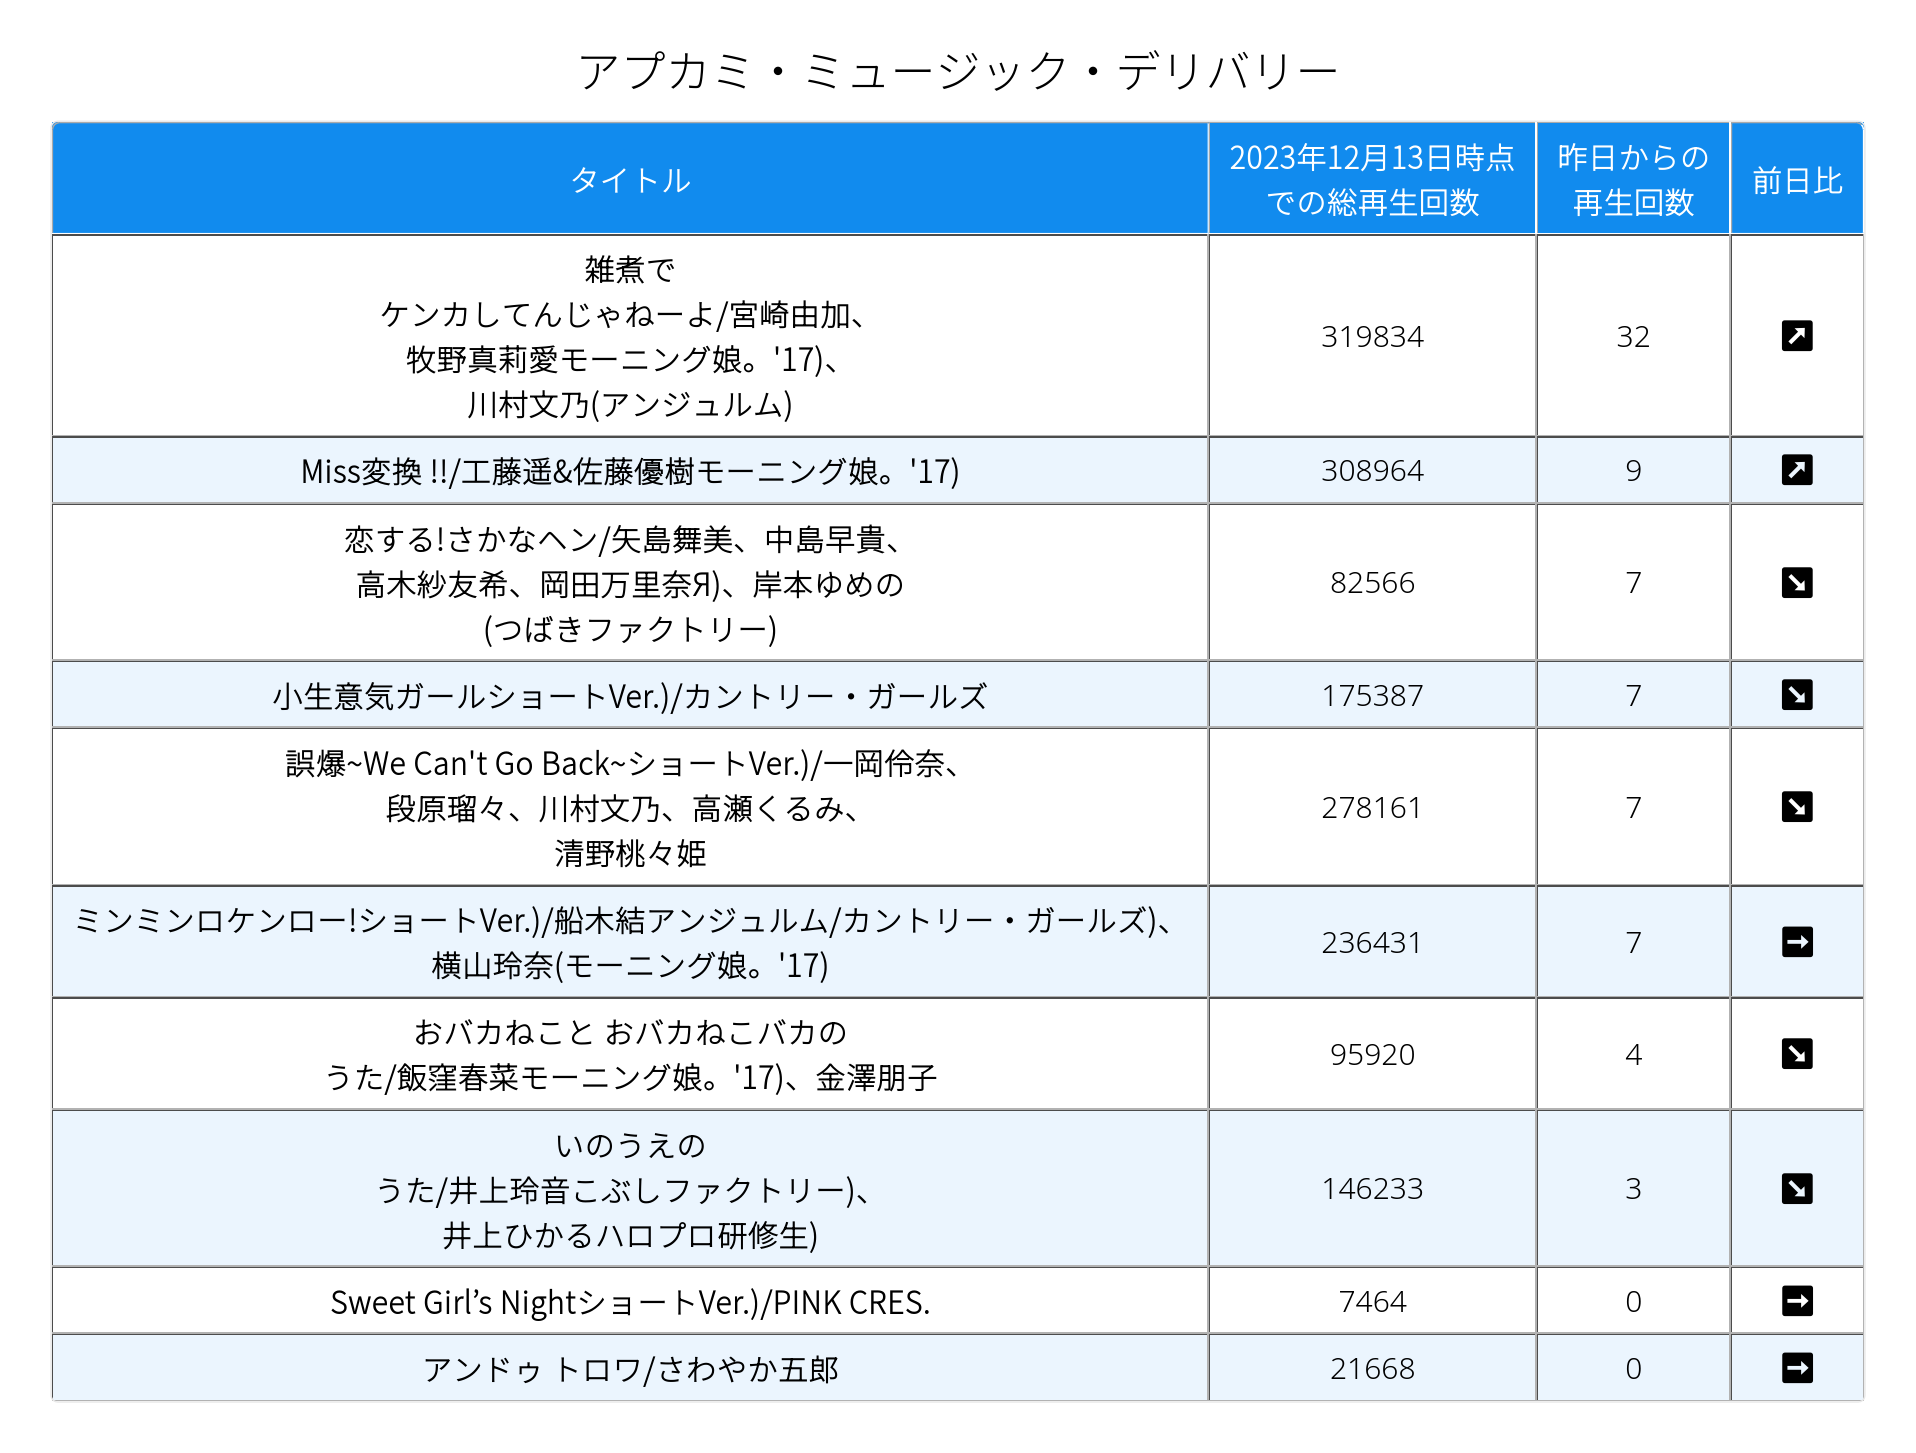 アプカミ・ミュージック・デリバリー
タイトル
2023年12月13日時点
での総再生回数
昨日からの
再生回数
前日比
雑煮で
ケンカしてんじゃねーよ/宮崎由加、
牧野真莉愛モーニング娘。'17)、
川村文乃(アンジュルム)
319834
32
Miss変換 !!/工藤遥&佐藤優樹モーニング娘。'17)
308964
9
恋する!さかなヘン/矢島舞美、中島早貴、
高木紗友希、岡田万里奈Я)、岸本ゆめの
(つばきファクトリー)
82566
7
小生意気ガールショートVer.)/カントリー・ガールズ
175387
7
誤爆~We Can't Go Back~ショートVer.)/一岡伶奈、
段原瑠々、川村文乃、高瀬くるみ、
清野桃々姫
278161
7
ミンミンロケンロー!ショートVer.)/船木結アンジュルム/カントリー・ガールズ)、
横山玲奈(モーニング娘。'17)
236431
7
おバカねこと おバカねこバカの
うた/飯窪春菜モーニング娘。'17)、金澤朋子
95920
4
いのうえの
うた/井上玲音こぶしファクトリー)、
井上ひかるハロプロ研修生)
146233
3
Sweet Girl’s NightショートVer.)/PINK CRES.
7464
0
アンドゥ トロワ/さわやか五郎
21668
0